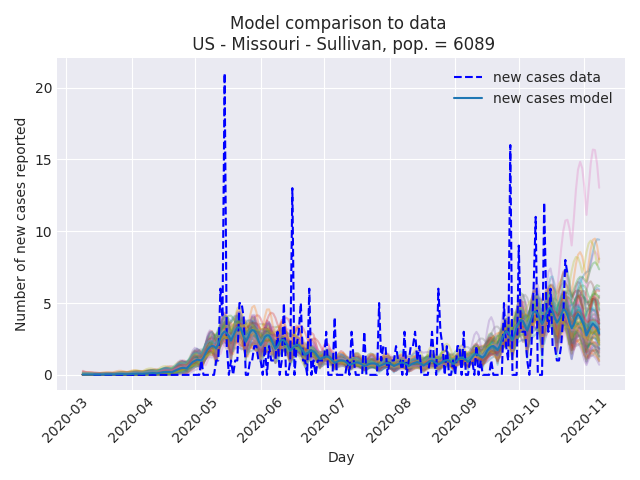 Model comparison to data
US - Missouri - Sullivan, pop. = 6089
new cases data
new cases model
Number of new cases reported
20
15
10
5
0
2020-03
2020-04
2020-05
2020-06
2020-07
2020-08
2020-09
2020-10
2020-11
Day